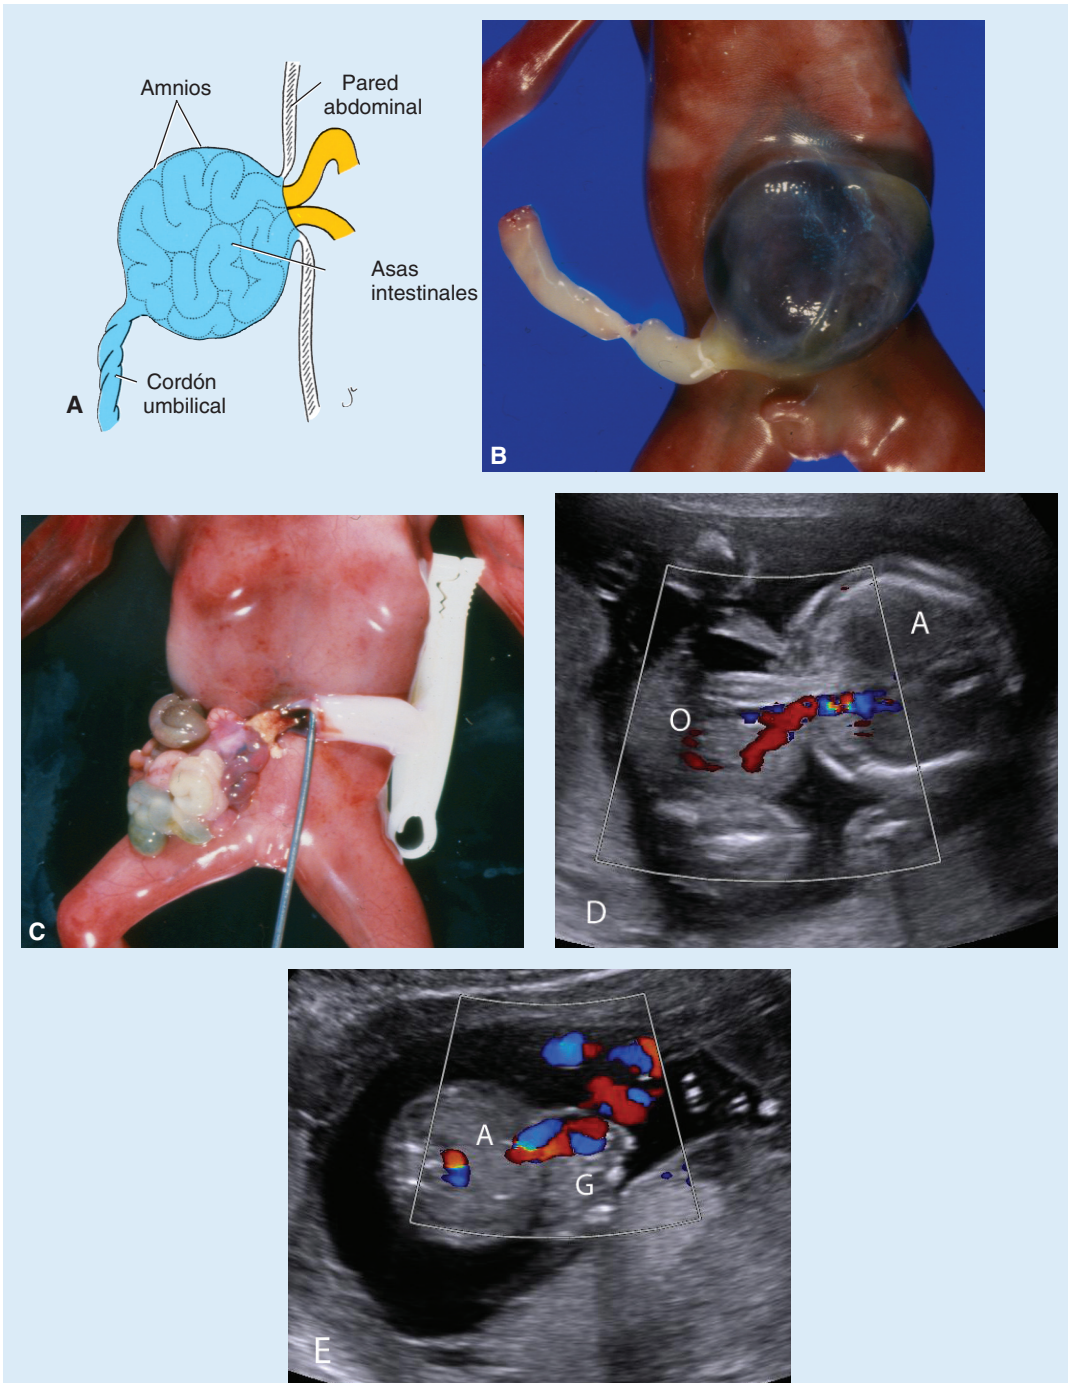 Amnios
Pared
abdominal
Asas
intestinales
Cordón
umbilical
A
B
C
A
O
D
A
G
E